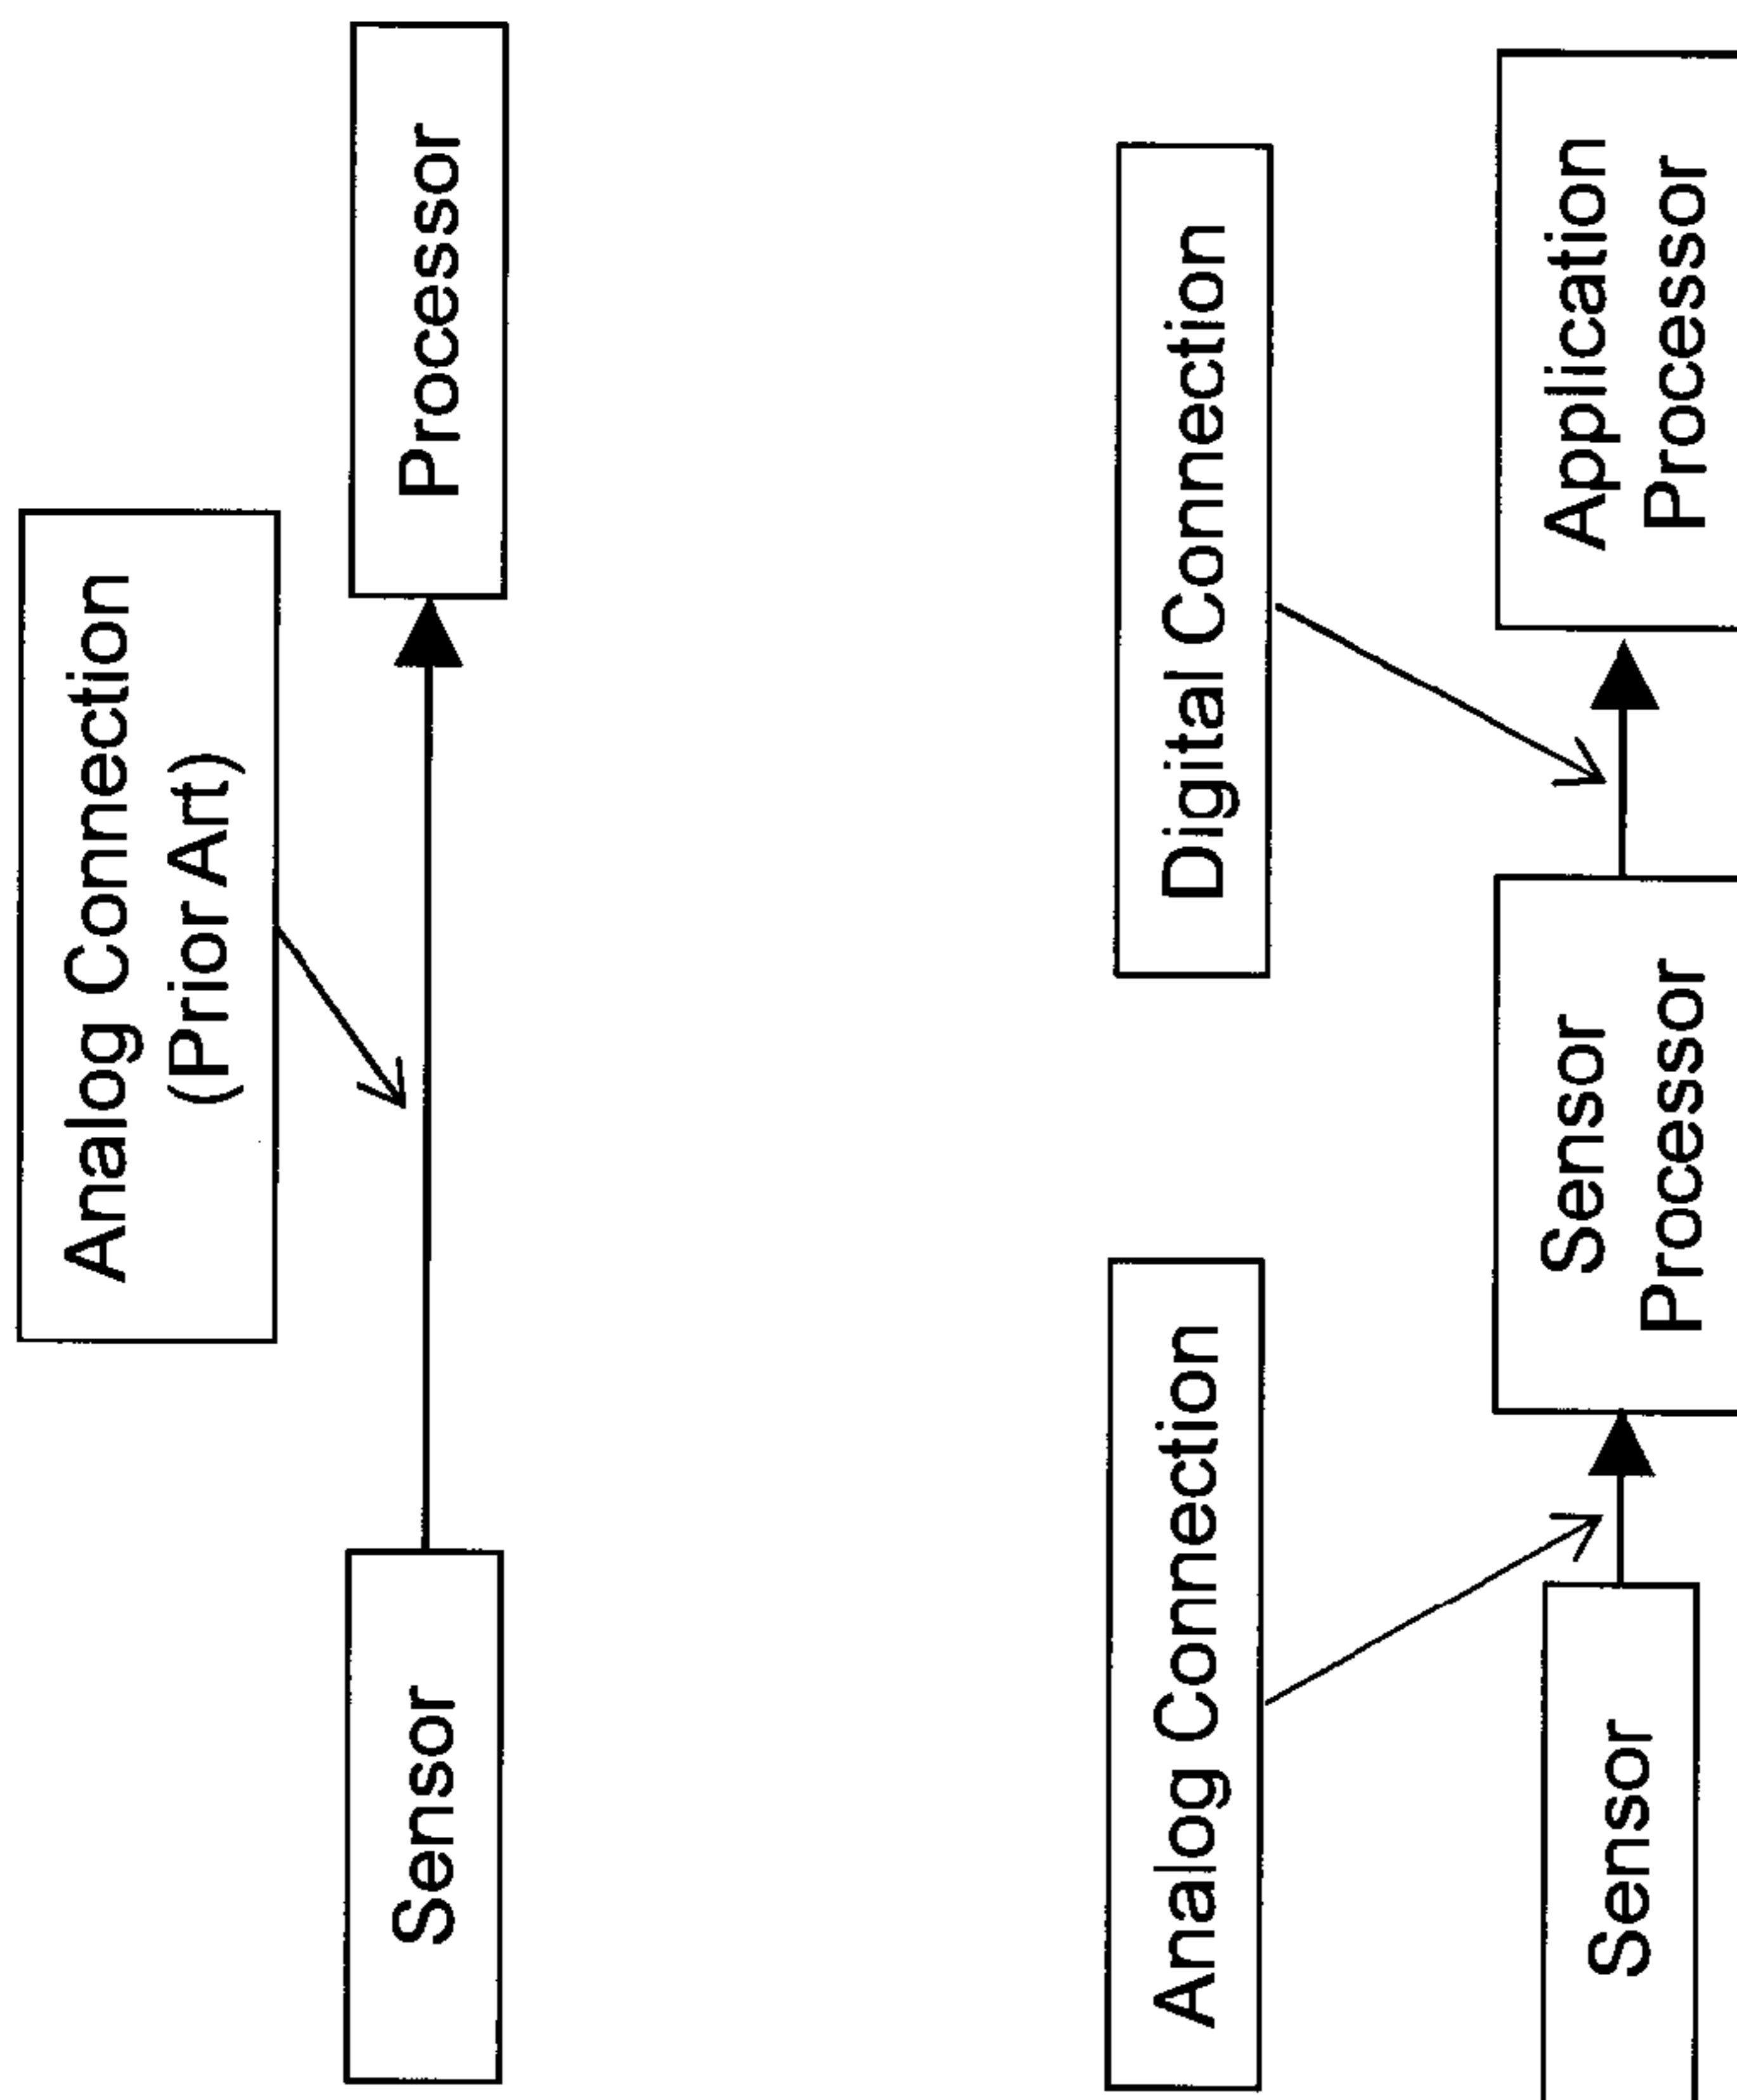 Analog Connection
(Prior Art)
Sensor
Processor
Analog Connection
Digital Connection
Sensor
Sensor
Processor
Application
Processor